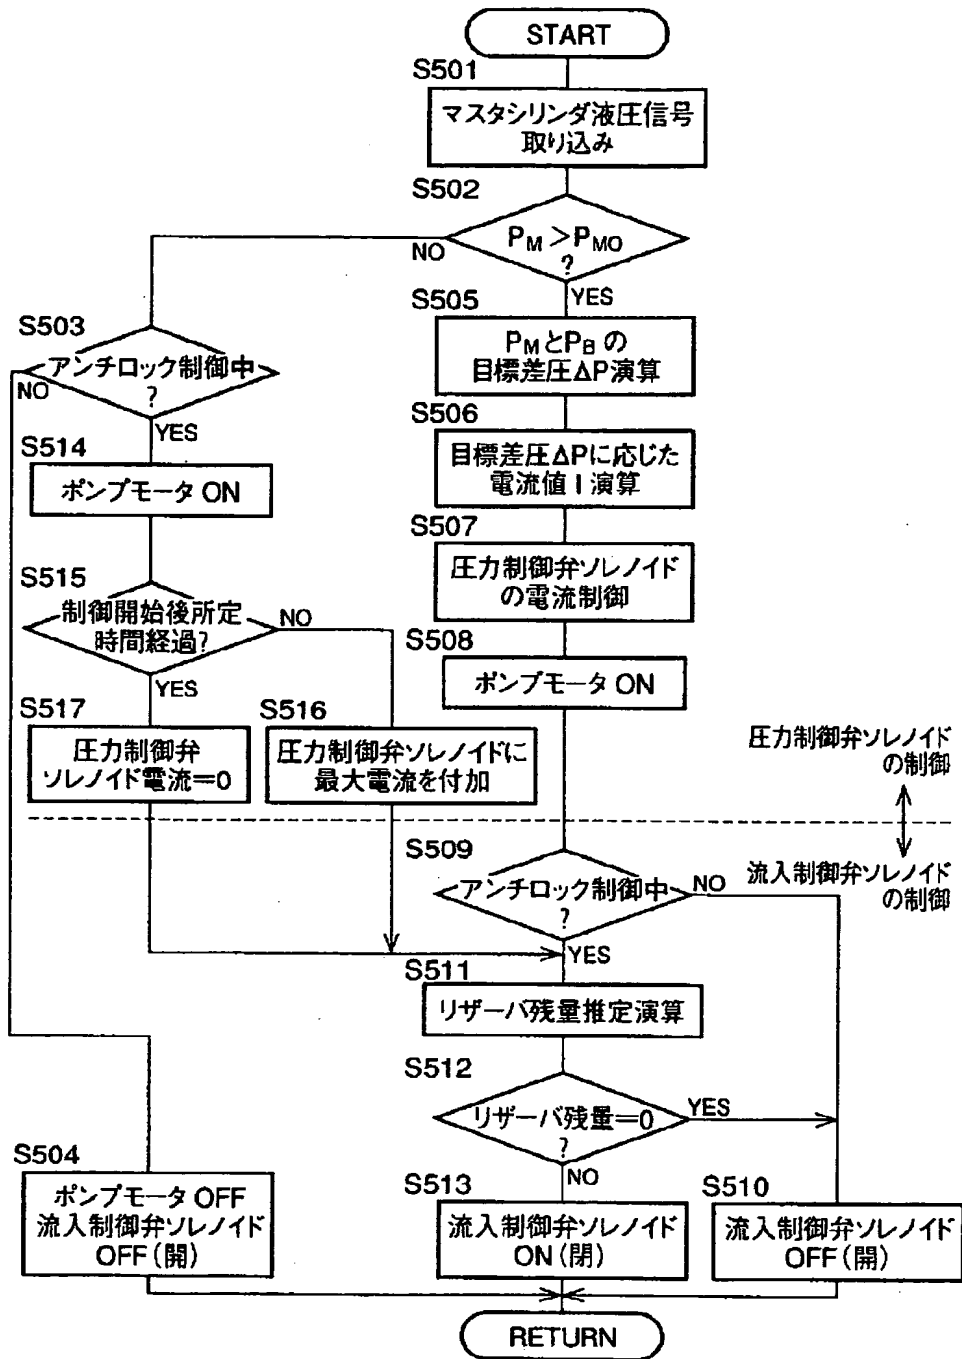 START
S501
マスタシリンダ液圧信号
取り込み
S502
PM＞PMO
?
NO
YES
S503
アンチロック制御中
?
NO
YES
S505
PMとPBの
目標差圧ΔP演算
S506
目標差圧ΔPに応じた
電流値I演算
S514
ポンプモータ ON
S507
圧力制御弁ソレノイド
の電流制御
S515
制御開始後所定
時間経過?
NO
YES
S508
ポンプモータ ON
S517
圧力制御弁
ソレノイド電流＝0
S516
圧力制御弁ソレノイドに
最大電流を付加
圧力制御弁ソレノイド
の制御
流入制御弁ソレノイド
の制御
S509
アンチロック制御中
?
NO
YES
S511
リザーバ残量推定演算
S512
リザーバ残量＝0
?
YES
NO
S504
ポンプモータ OFF
流入制御弁ソレノイド
OFF(開)
S513
流入制御弁ソレノイド
ON(閉)
S510
流入制御弁ソレノイド
OFF(開)
RETURN